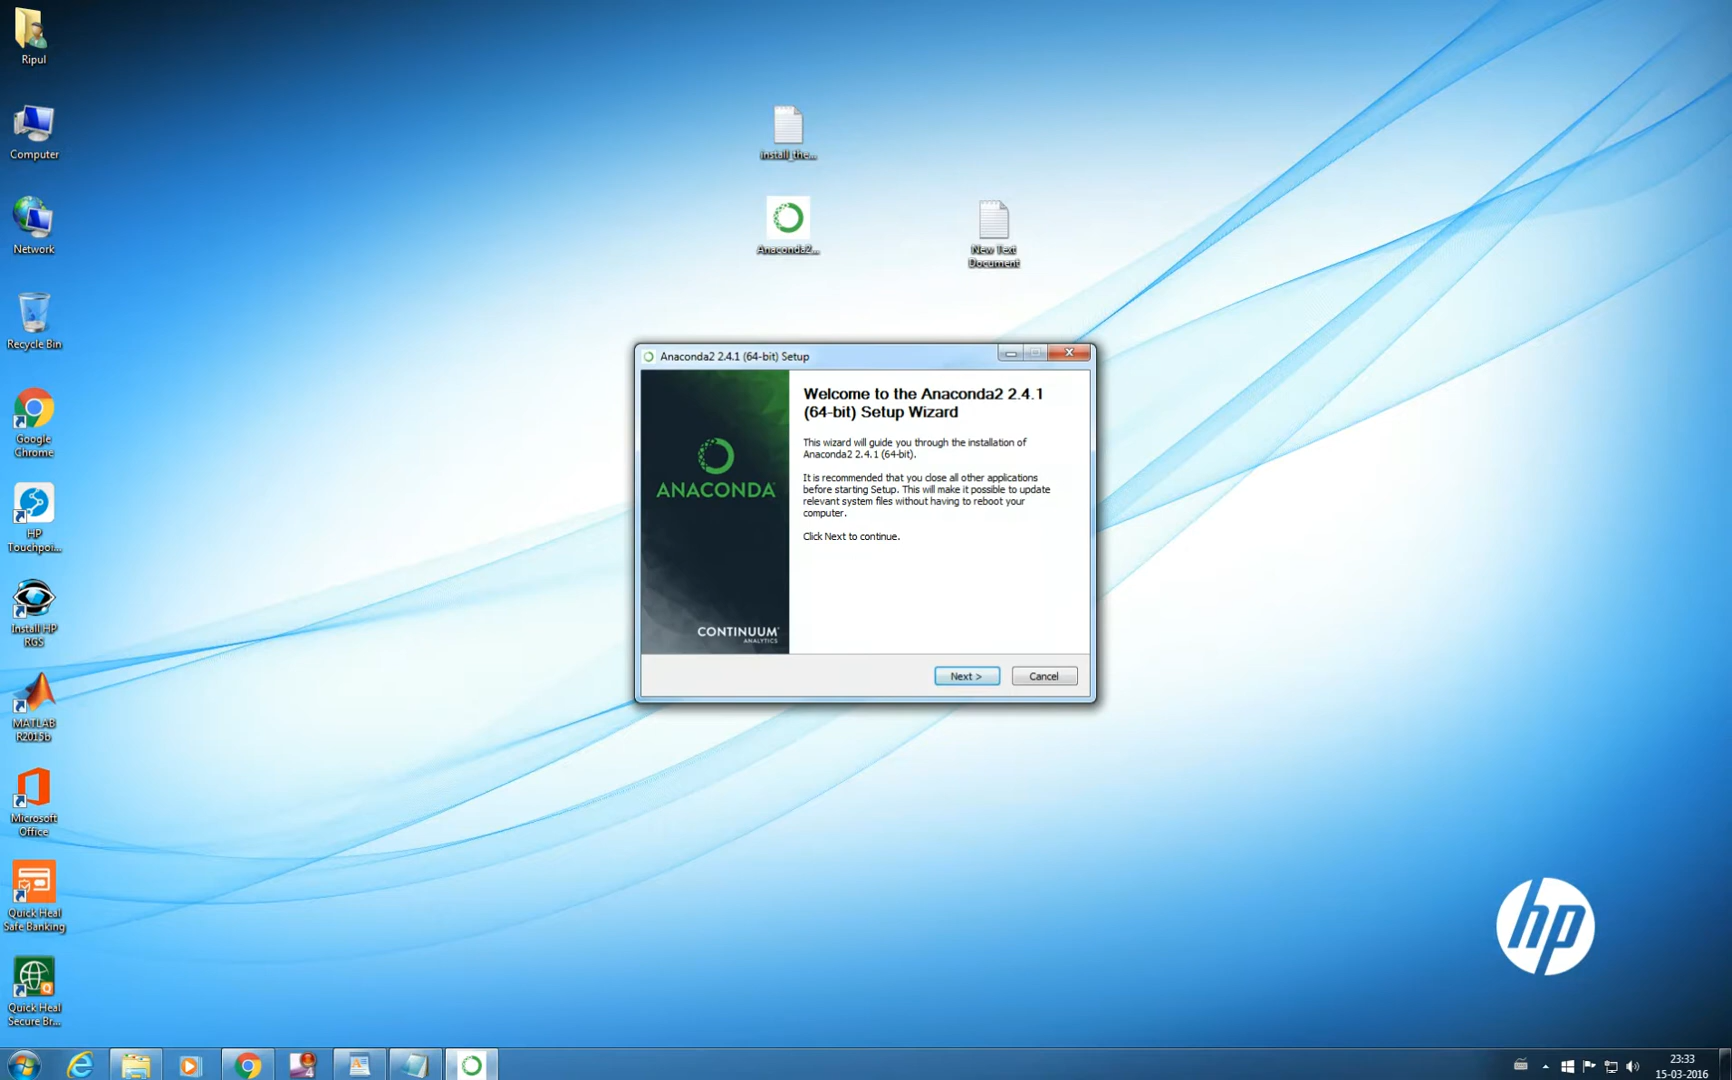 Ripul
Computer
Network
Recycle Bin
Google
Chrome
HP
Touchpoi...
Install HP
RGS
MATLAB
R2015b
Microsoft
Office
Quick Heal
Safe Banking
Quick Heal
Secure Br...
install_the...
Anaconda2...
New Text
Document
Anaconda2 2.4.1 (64-bit) Setup
ANACONDA
CONTINUUM
ANALYTICS
Welcome to the Anaconda2 2.4.1
(64-bit) Setup Wizard
This wizard will guide you through the installation of
Anaconda2 2.4.1 (64-bit).
It is recommended that you close all other applications
before starting Setup. This will make it possible to update
relevant system files without having to reboot your
computer.
Click Next to continue.
Next >
Cancel
hp
23:33
15-03-2016